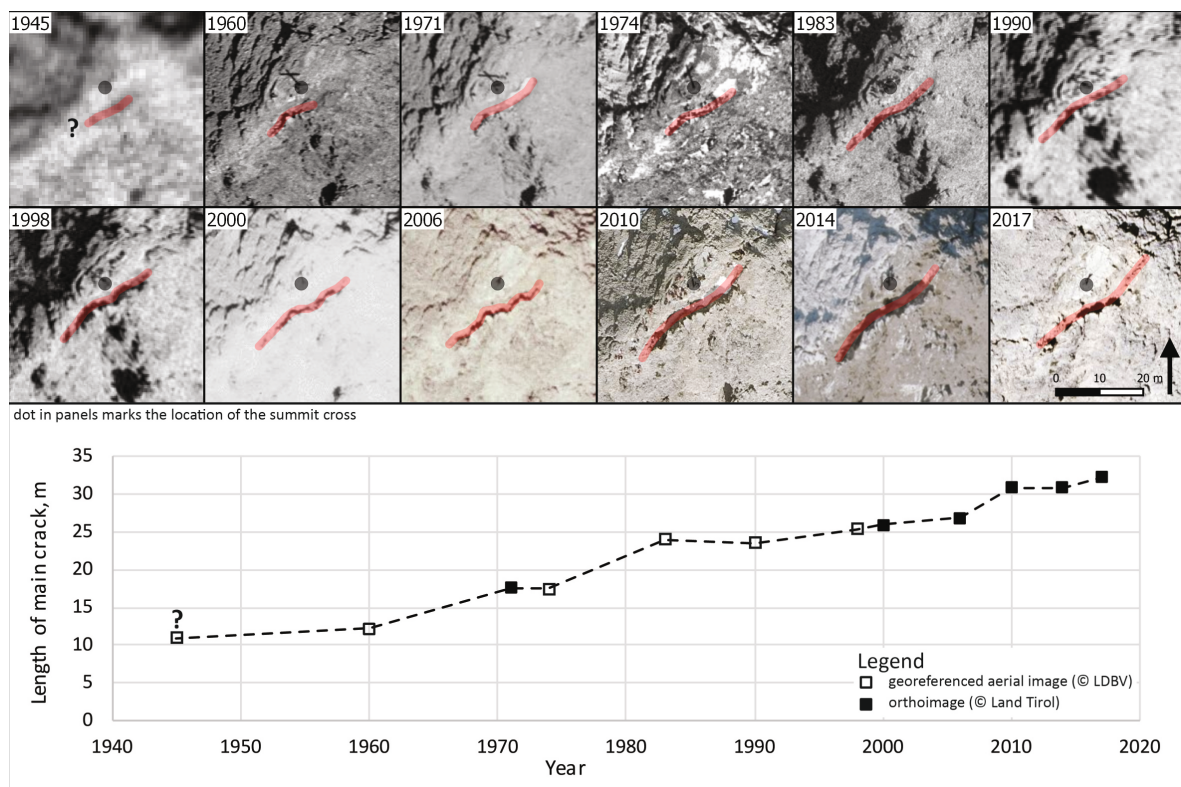 1945
1960
1971
1974
1983
1990
?
1998
2000
2006
2010
2014
2017
0 10 20 m
dot in panels marks the location of the summit cross
35
30
25
20
15
10
5
0
Length of main crack, m
?
Legend
georeferenced aerial image (© LDBV)
orthoimage (© Land Tirol)
1940 1950 1960 1970 1980 1990 2000 2010 2020
Year